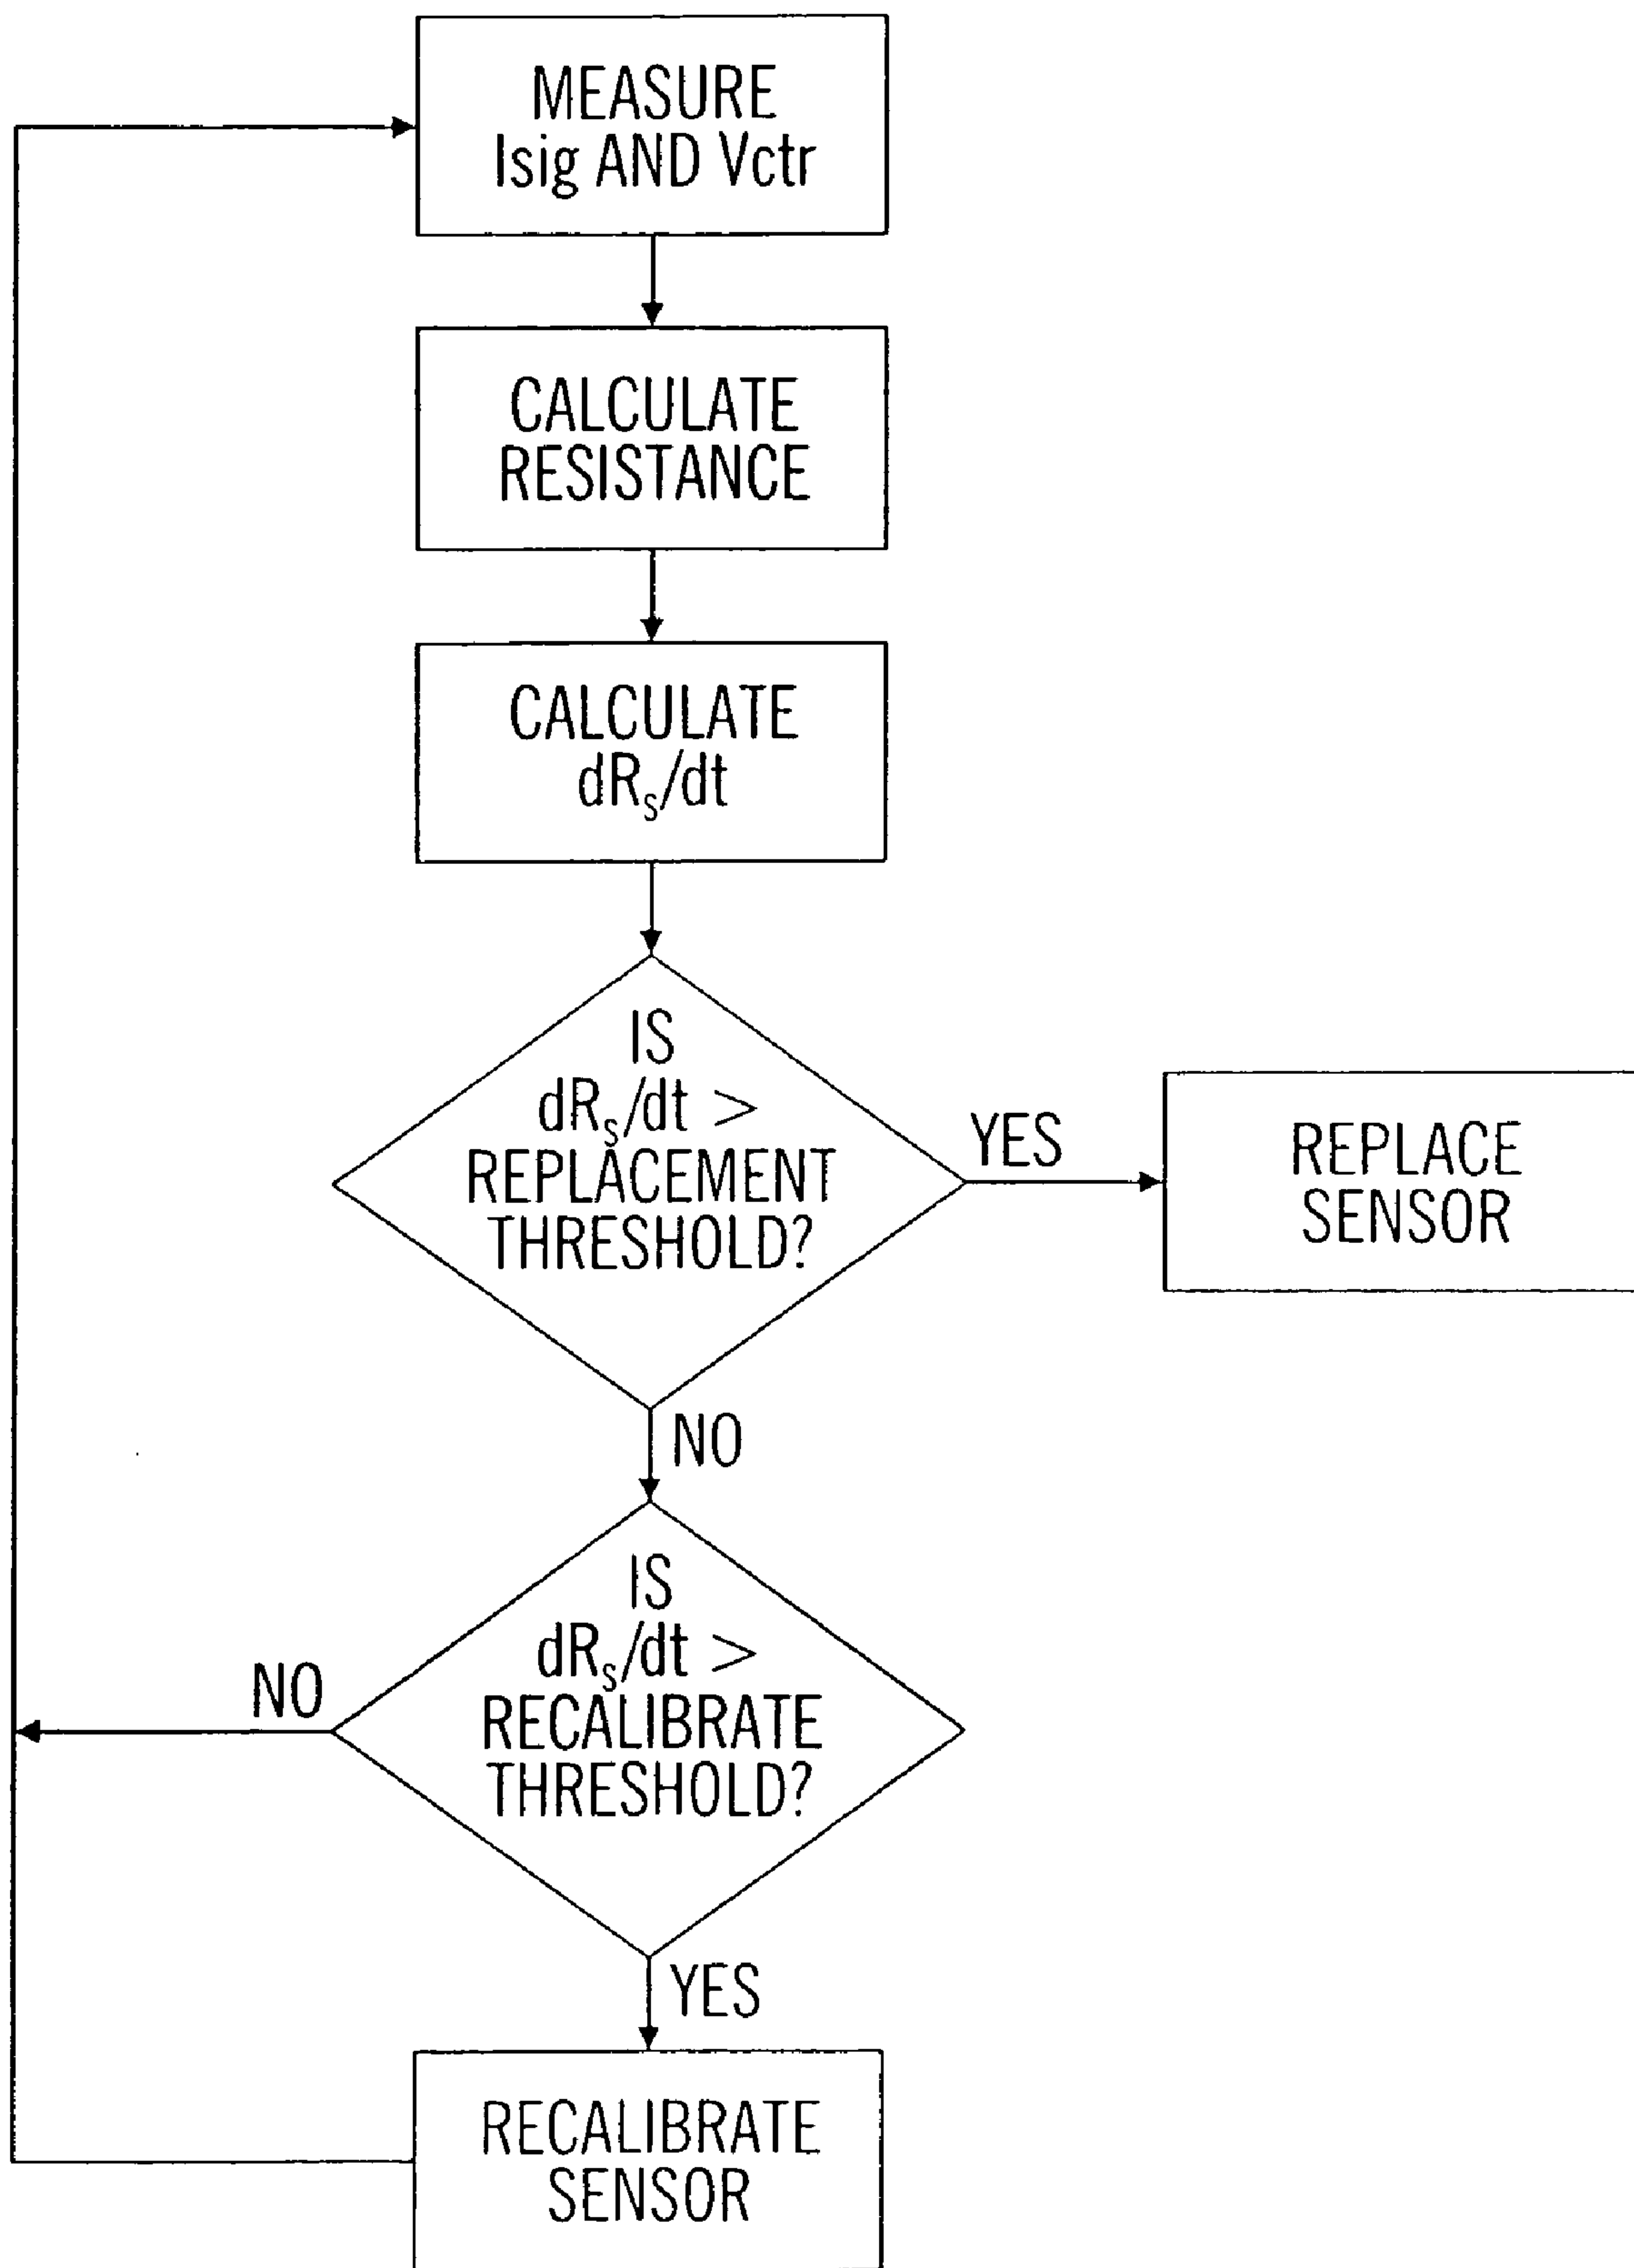 MEASURE
Isig AND Vctr
CALCULATE
RESISTANCE
CALCULATE
dRs/dt
IS
dRs/dt >
REPLACEMENT
THRESHOLD?
YES
REPLACE
SENSOR
NO
IS
dRs/dt >
RECALIBRATE
THRESHOLD?
NO
YES
RECALIBRATE
SENSOR